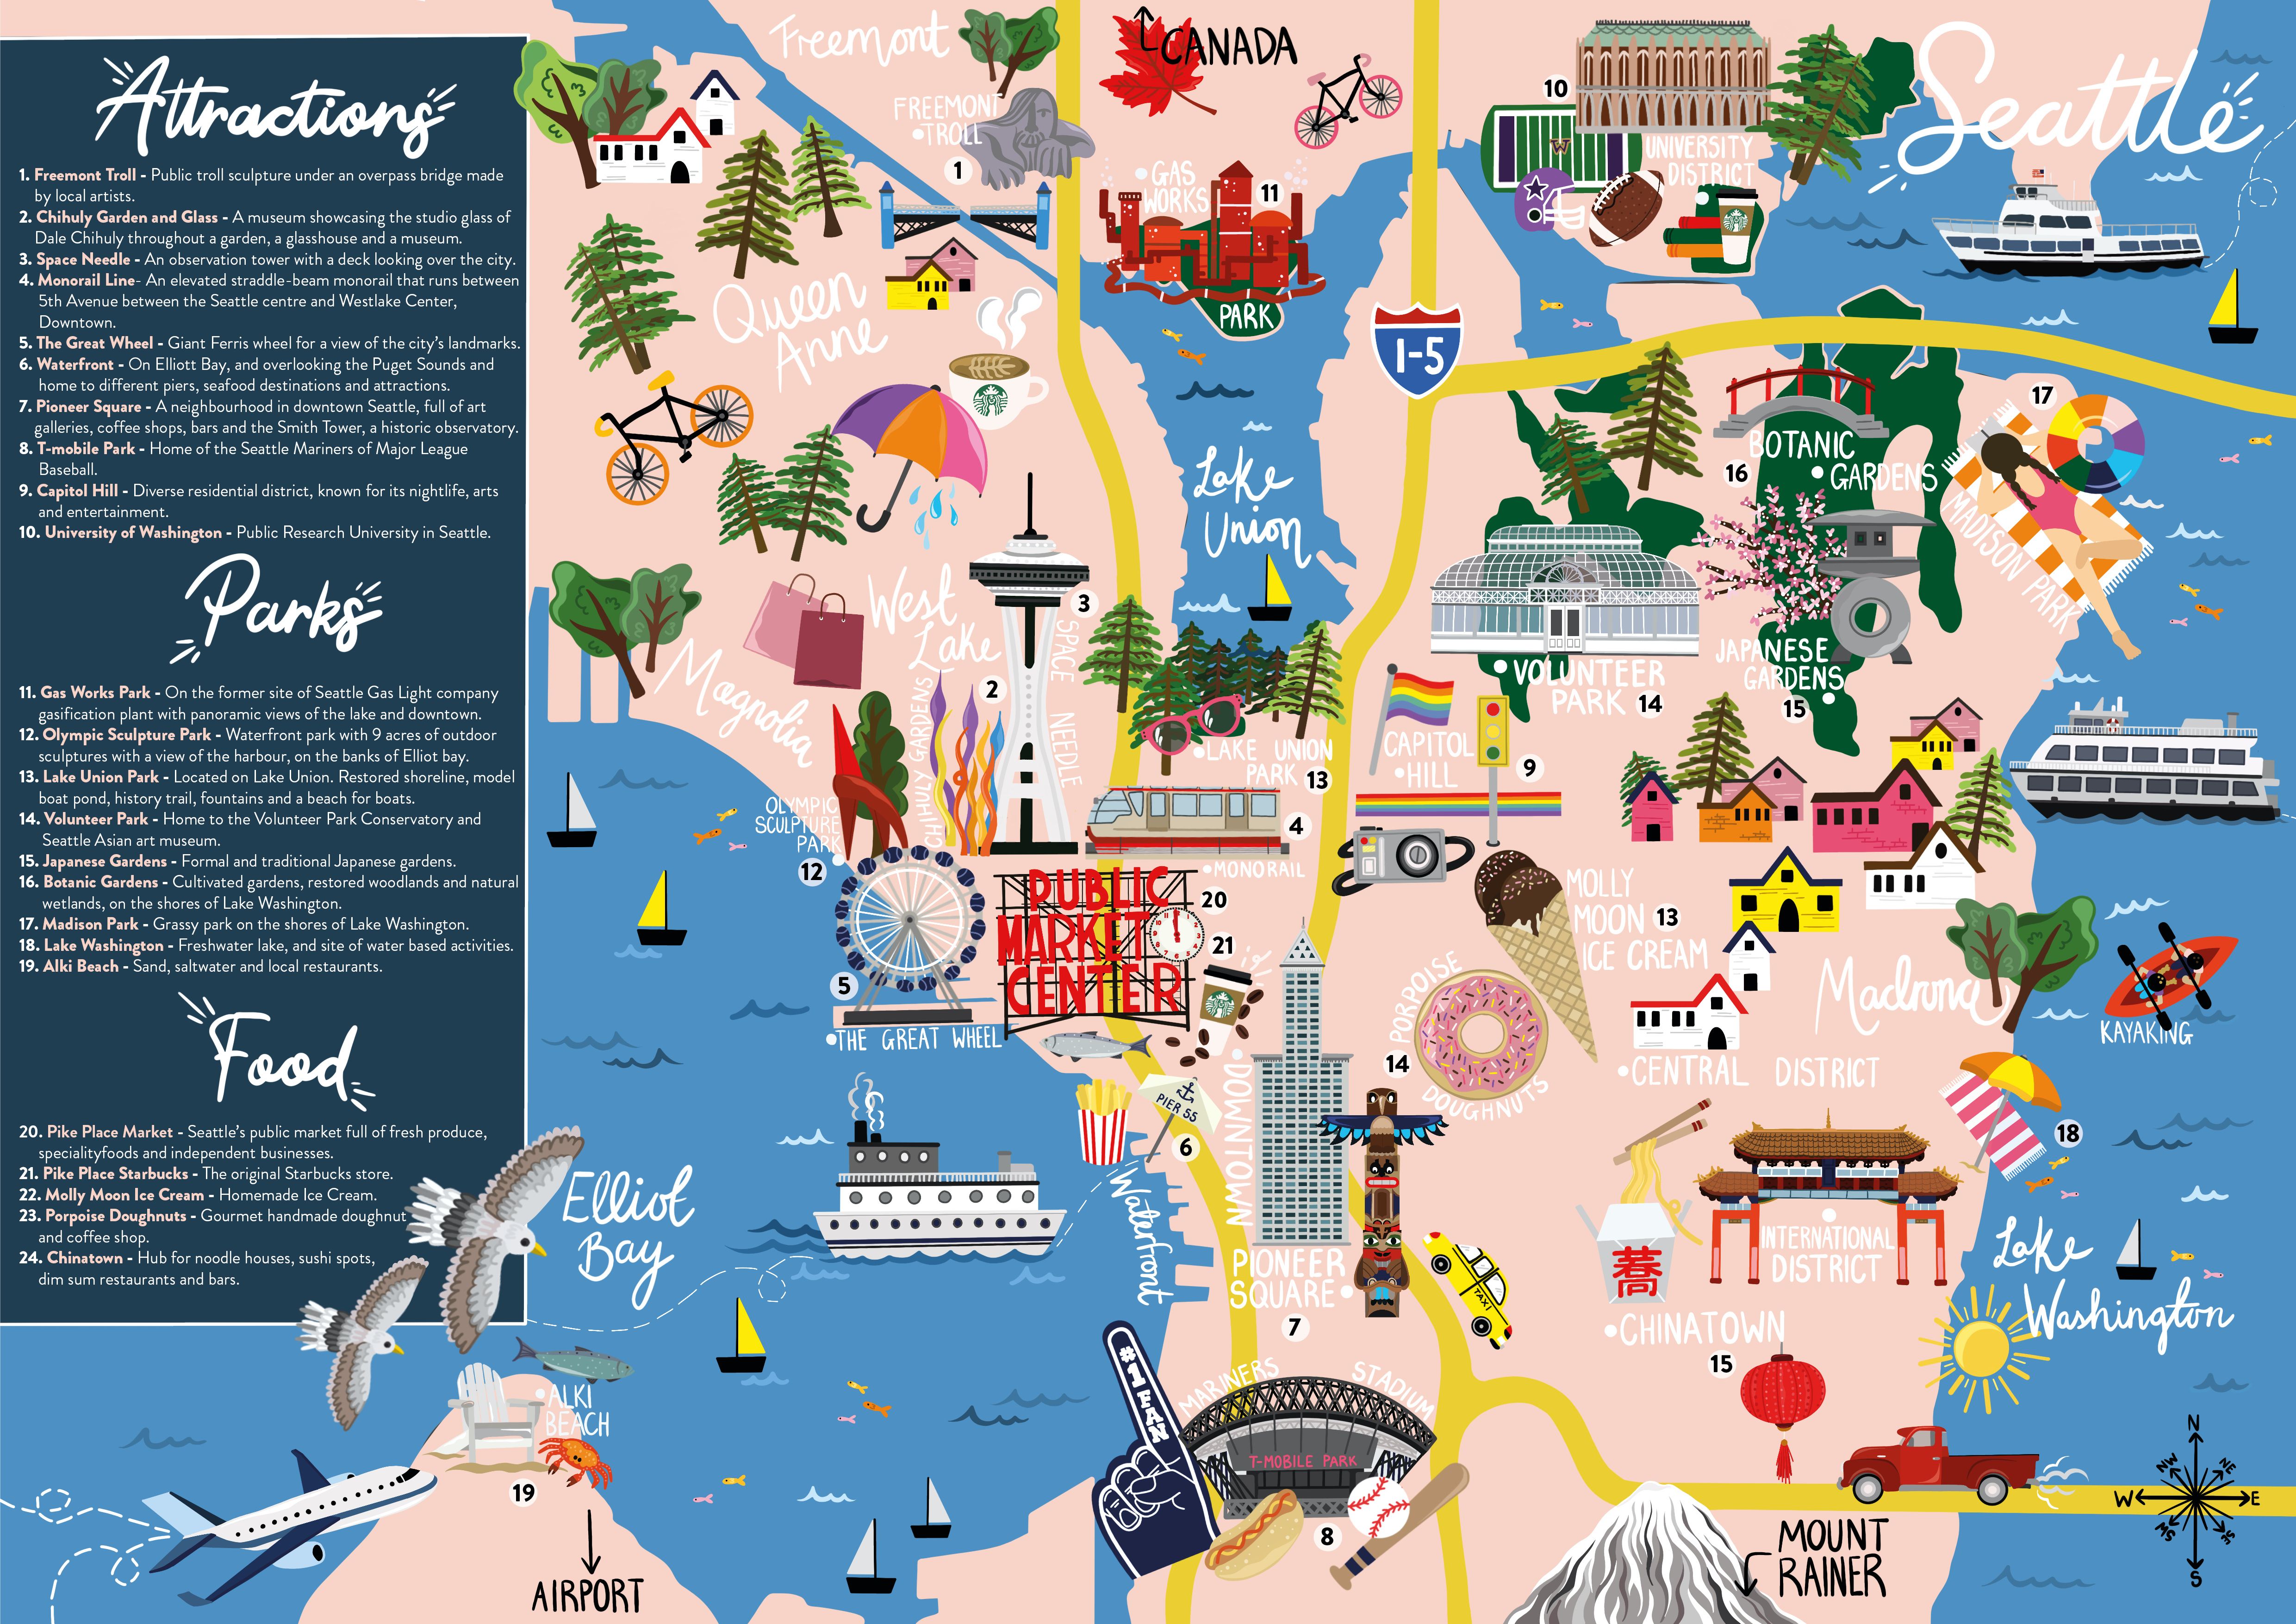 Attractions
1. Freemont Troll - Public troll sculpture under an overpass bridge made
by local artists.
2. Chihuly Garden and Glass - A museum showcasing the studio glass of
Dale Chihuly throughout a garden, a glasshouse and a museum.
3. Space Needle - An observation tower with a deck looking over the city.
4. Monorail Line- An elevated straddle-beam monorail that runs between
5th Avenue between the Seattle centre and Westlake Center,
Downtown.
5. The Great Wheel - Giant Ferris wheel for a view of the city's landmarks.
6. Waterfront - On Elliott Bay, and overlooking the Puget Sounds and
home to different piers, seafood destinations and attractions.
7. Pioneer Square - A neighbourhood in downtown Seattle, full of art
galleries, coffee shops, bars and the Smith Tower, a historic observatory.
8. T-mobile Park - Home of the Seattle Mariners of Major League
Baseball.
9. Capitol Hill - Diverse residential district, known for its nightlife, arts
and entertainment.
10. University of Washington - Public Research University in Seattle.
Parks
11. Gas Works Park - On the former site of Seattle Gas Light company
gasification plant with panoramic views of the lake and downtown.
12. Olympic Sculpture Park - Waterfront park with 9 acres of outdoor
sculptures with a view of the harbour, on the banks of Elliot bay.
13. Lake Union Park - Located on Lake Union. Restored shoreline, model
boat pond, history trail, fountains and a beach for boats.
14. Volunteer Park - Home to the Volunteer Park Conservatory and
Seattle Asian art museum.
15. Japanese Gardens - Formal and traditional Japanese gardens.
16. Botanic Gardens - Cultivated gardens, restored woodlands and natural
wetlands, on the shores of Lake Washington.
17. Madison Park - Grassy park on the shores of Lake Washington.
18. Lake Washington - Freshwater lake, and site of water based activities.
19. Alki Beach - Sand, saltwater and local restaurants.
Food
20. Pike Place Market - Seattle's public market full of fresh produce,
specialityfoods and independent businesses.
21. Pike Place Starbucks - The original Starbucks store.
22. Molly Moon Ice Cream - Homemade Ice Cream.
23. Porpoise Doughnuts - Gourmet handmade doughnut
and coffee shop.
24. Chinatown - Hub for noodle houses, sushi spots,
dim sum restaurants and bars.
Freemont
CANADA
Seattle
FREEMONT
TROLL
1
GAS
WORKS
11
PARK
10
W
UNIVERSITY
DISTRICT
Queen
Anne
I-5
17
BOTANIC
GARDENS
16
MADISON PARK
Lake
Union
West
Lake
3
SPACE NEEDLE
Magnolia
CHIHULY GARDENS
2
VOLUNTEER
PARK 14
JAPANESE
GARDENS
15
LAKE UNION
PARK 13
CAPITOL
HILL
9
OLYMPIC
SCULPTURE
PARK
12
4
MONORAIL
PUBLIC
MARKET
CENTER
20
21
5
THE GREAT WHEEL
MOLLY
MOON 13
ICE CREAM
PORPOISE
DOUGHNUTS
14
Madrona
KAYAKING
CENTRAL DISTRICT
PIER 55
6
DOWNTOWN
Waterfront
18
Elliot
Bay
PIONEER
SQUARE
7
TAXI
蕎
INTERNATIONAL
DISTRICT
CHINATOWN
15
Lake
Washington
ALKI
BEACH
19
#1 FAN
MARINERS STADIUM
T-MOBILE PARK
8
AIRPORT
MOUNT
RAINER
N
NW
NE
W
E
SW
SE
S